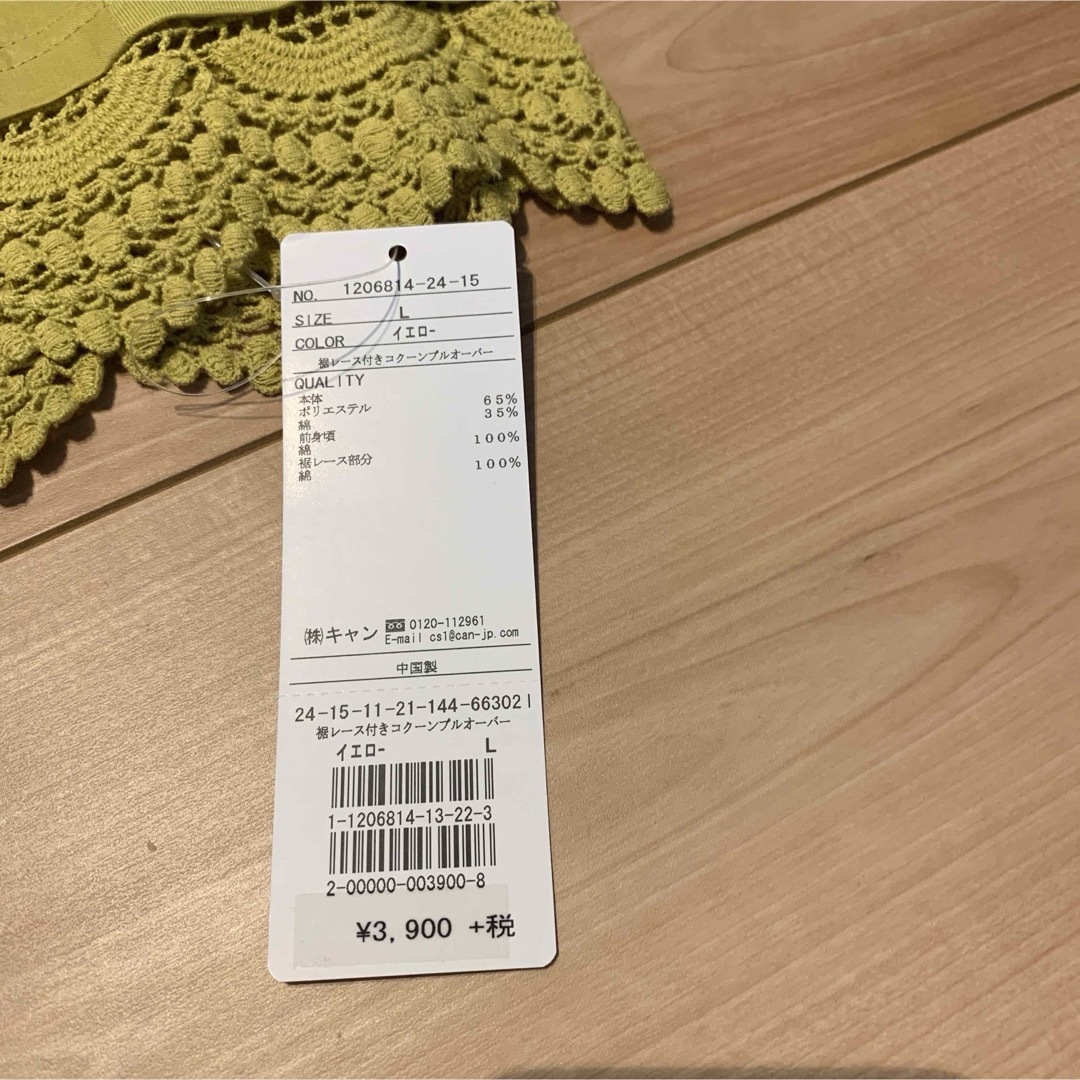 NO. 1206814-24-15
SIZE L
COLOR イエロー
裾レース付きコクーンプルオーバー
QUALITY
本体
ポリエステル 65%
綿 35%
前身頃
綿 100%
裾レース部分
綿 100%
㈱キャン 0120-112961
E-mail cs1@can-jp.com
中国製
24-15-11-21-144-66302 1
裾レース付きコクーンプルオーバー
イエロー L
1-1206814-13-22-3
2-00000-003900-8
¥3,900 +税